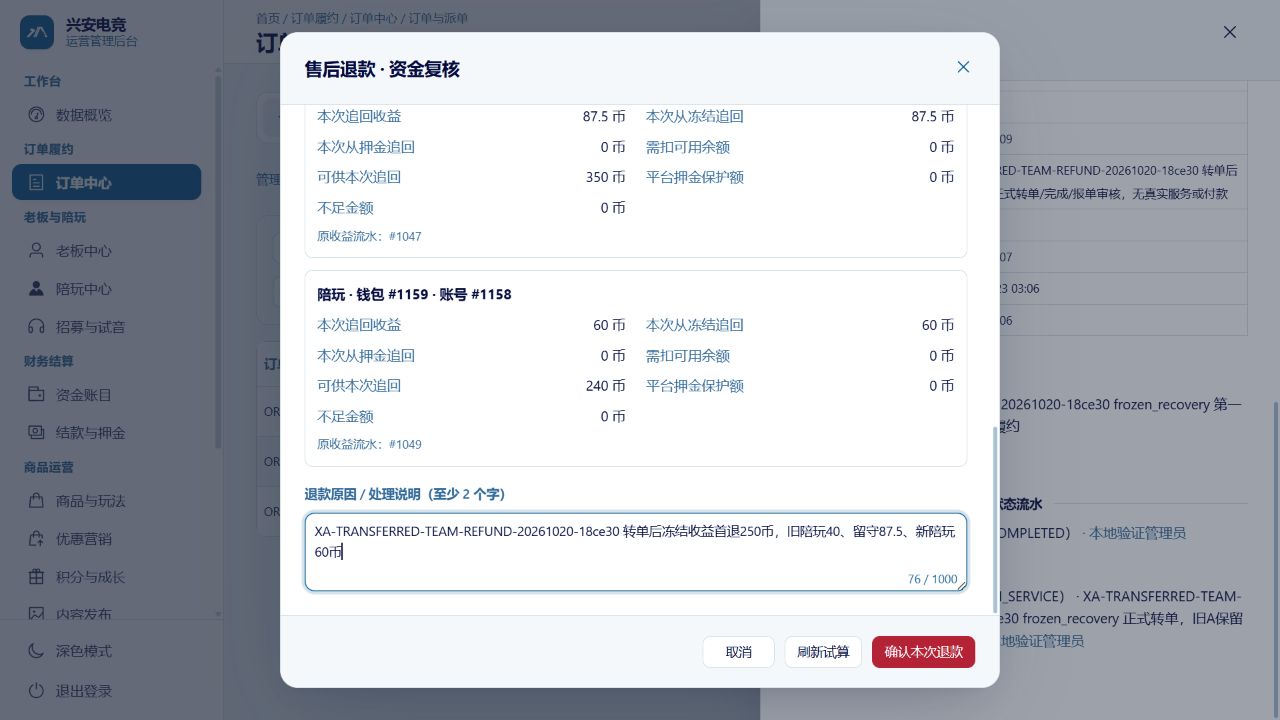 兴安电竞
运营管理后台
工作台
数据概览
订单履约
订单中心
老板与陪玩
老板中心
陪玩中心
招募与试音
财务结算
资金账目
结款与押金
商品运营
商品与玩法
优惠营销
积分与成长
内容发布
深色模式
退出登录
首页 / 订单履约 / 订单中心 / 订单与派单
售后退款 · 资金复核
本次追回收益 87.5 币 本次从冻结追回 87.5 币
本次从押金追回 0 币 需扣可用余额 0 币
可供本次追回 350 币 平台押金保护额 0 币
不足金额 0 币
原收益流水：#1047
陪玩 · 钱包 #1159 · 账号 #1158
本次追回收益 60 币 本次从冻结追回 60 币
本次从押金追回 0 币 需扣可用余额 0 币
可供本次追回 240 币 平台押金保护额 0 币
不足金额 0 币
原收益流水：#1049
退款原因 / 处理说明（至少 2 个字）
XA-TRANSFERRED-TEAM-REFUND-20261020-18ce30 转单后冻结收益首退250币，旧陪玩40、留守87.5、新陪玩
60币
76 / 1000
取消 刷新试算 确认本次退款
管理
订
OR
OR
OR
09
RED-TEAM-REFUND-20261020-18ce30 转单后
正式转单/完成/报单审核，无真实服务或付款
07
23 03:06
06
20261020-18ce30 frozen_recovery 第一
履约
状态流水
OMPLETED） · 本地验证管理员
N_SERVICE） · XA-TRANSFERRED-TEAM-
e30 frozen_recovery 正式转单，旧A保留
地验证管理员